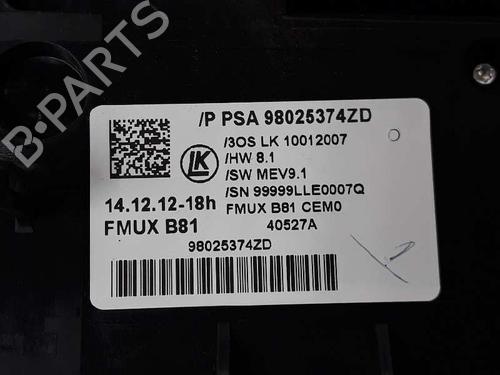 /P PSA 98025374ZD
/3OS LK 10012007
/HW 8.1
/SW MEV9.1
/SN 99999LLE0007Q
FMUX B81 CEM0
40527A
LK
14.12.12-18h
FMUX B81
98025374ZD
B-PARTS